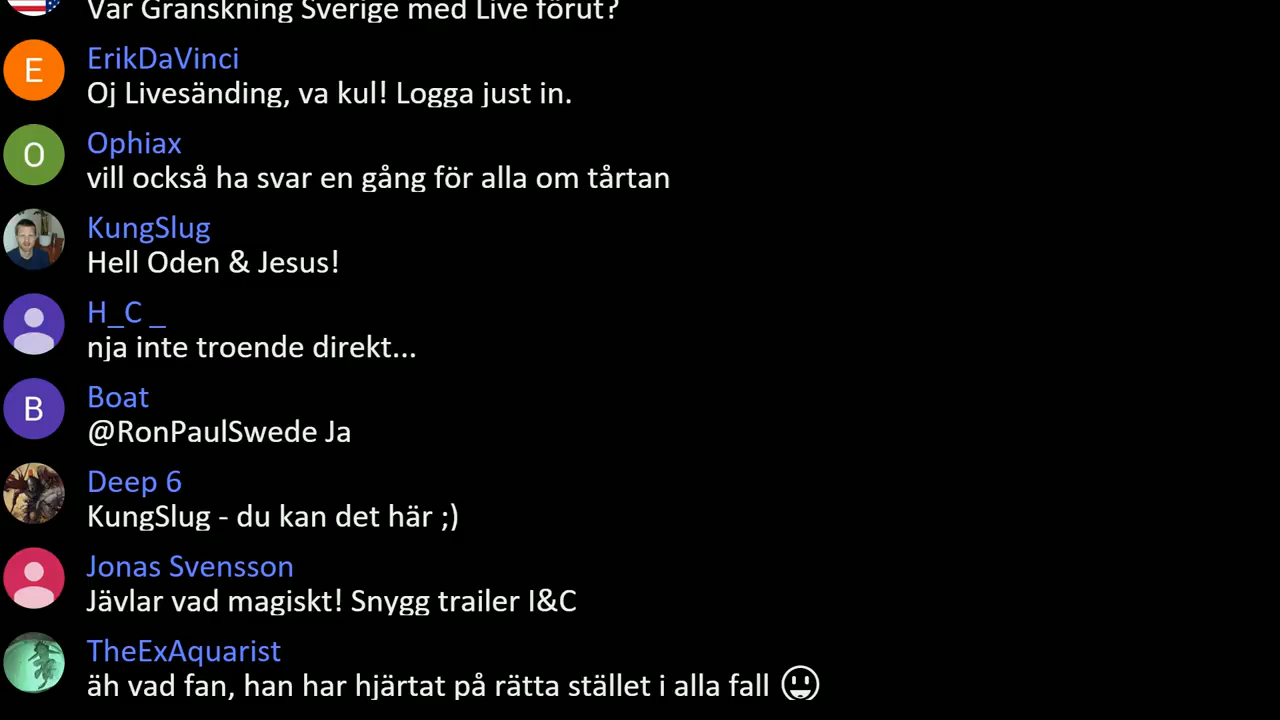 Var Granskning Sverige med Live förut?
E
ErikDaVinci
Oj Livesänding, va kul! Logga just in.
O
Ophiax
vill också ha svar en gång för alla om tårtan
KungSlug
Hell Oden & Jesus!
H_C _
nja inte troende direkt...
B
Boat
@RonPaulSwede Ja
Deep 6
KungSlug - du kan det här ;)
Jonas Svensson
Jävlar vad magiskt! Snygg trailer I&C
TheExAquarist
äh vad fan, han har hjärtat på rätta stället i alla fall 😃